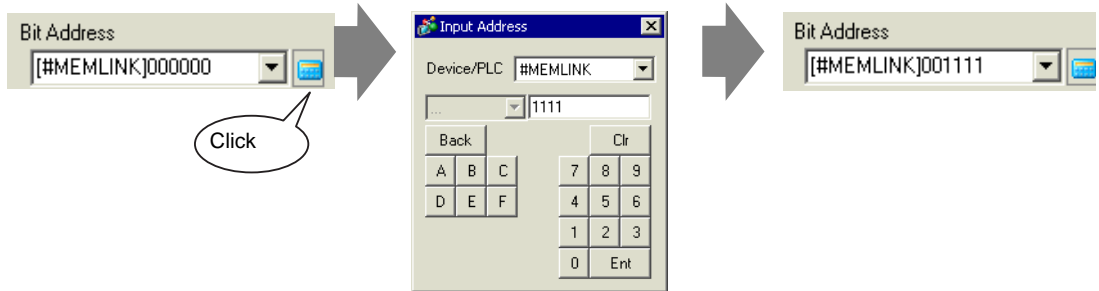 Bit Address
[#MEMLINK]000000
Click
Input Address
Device/PLC #MEMLINK
... 1111
Back Clr
A B C 7 8 9
D E F 4 5 6
1 2 3
0 Ent
Bit Address
[#MEMLINK]001111